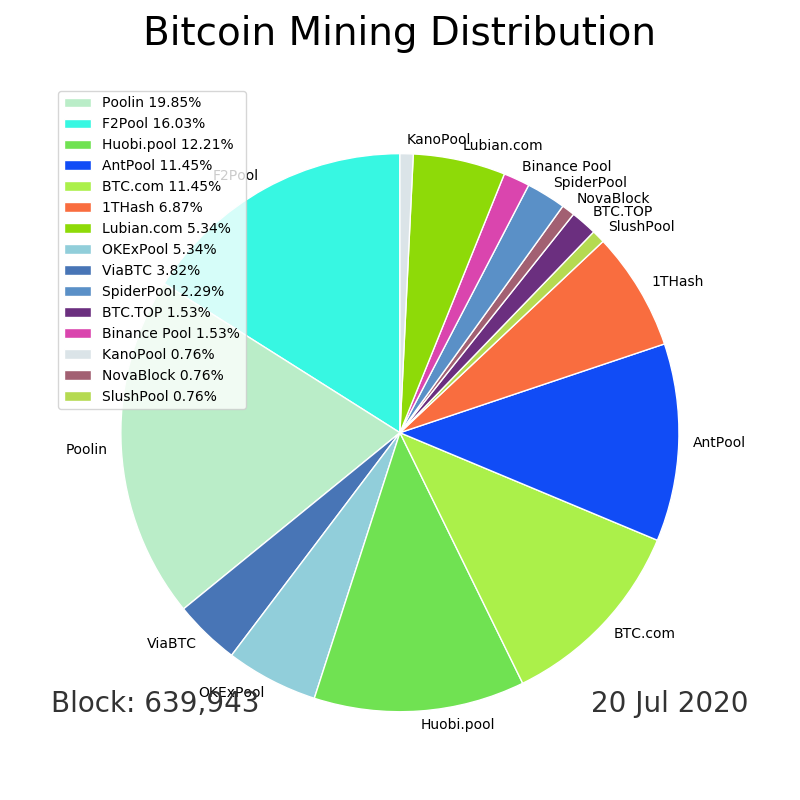 Bitcoin Mining Distribution
Poolin 19.85%
F2Pool 16.03%
Huobi.pool 12.21%
AntPool 11.45%
BTC.com 11.45%
1THash 6.87%
Lubian.com 5.34%
OKExPool 5.34%
ViaBTC 3.82%
SpiderPool 2.29%
BTC.TOP 1.53%
Binance Pool 1.53%
KanoPool 0.76%
NovaBlock 0.76%
SlushPool 0.76%
KanoPool
Lubian.com
Binance Pool
SpiderPool
NovaBlock
BTC.TOP
SlushPool
1THash
AntPool
BTC.com
Huobi.pool
OKExPool
ViaBTC
Poolin
F2Pool
Block: 639,943
20 Jul 2020